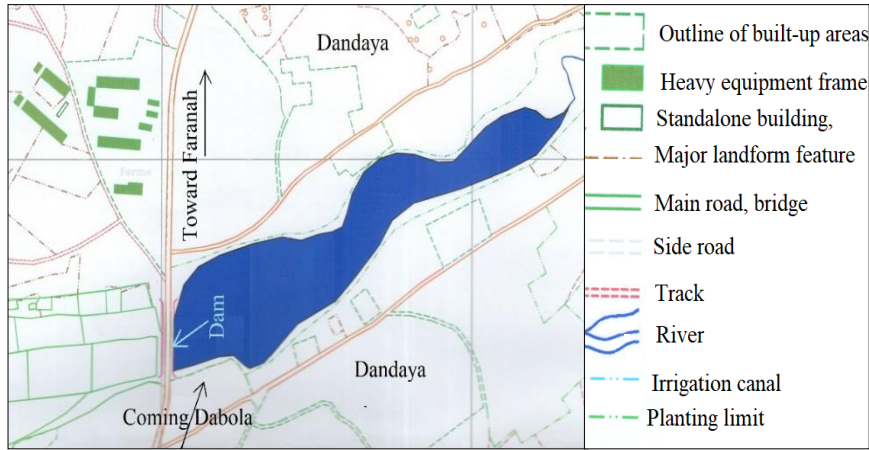 Dandaya
Toward Faranah
Ferme
Dam
Dandaya
Coming Dabola
Outline of built-up areas
Heavy equipment frame
Standalone building,
Major landform feature
Main road, bridge
Side road
Track
River
Irrigation canal
Planting limit